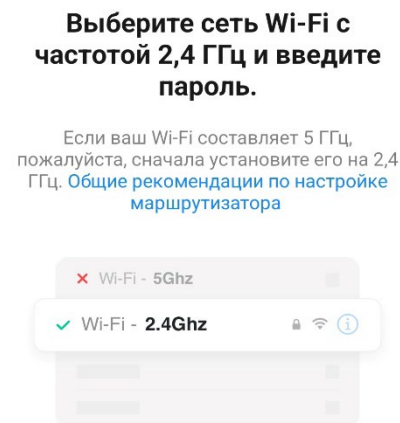 Выберите сеть Wi-Fi с
частотой 2,4 ГГц и введите
пароль.
Если ваш Wi-Fi составляет 5 ГГц,
пожалуйста, сначала установите его на 2,4
ГГц. Общие рекомендации по настройке
маршрутизатора
Wi-Fi - 5Ghz
Wi-Fi - 2.4Ghz